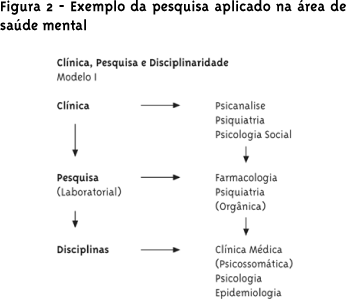 Figura 2 - Exemplo da pesquisa aplicado na área de
saúde mental
Clínica, Pesquisa e Disciplinaridade
Modelo I
Clínica
Psicanalise
Psiquiatria
Psicologia Social
Pesquisa
(Laboratorial)
Farmacologia
Psiquiatria
(Orgânica)
Disciplinas
Clínica Médica
(Psicossomática)
Psicologia
Epidemiologia